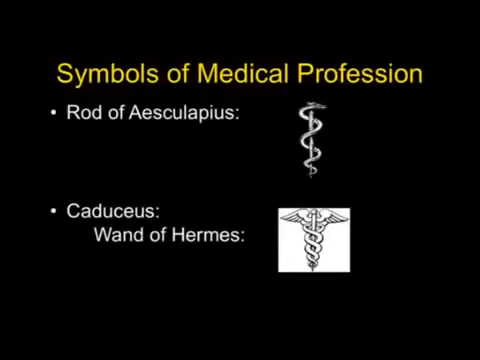 Symbols of Medical Profession
• Rod of Aesculapius:
• Caduceus:
Wand of Hermes: